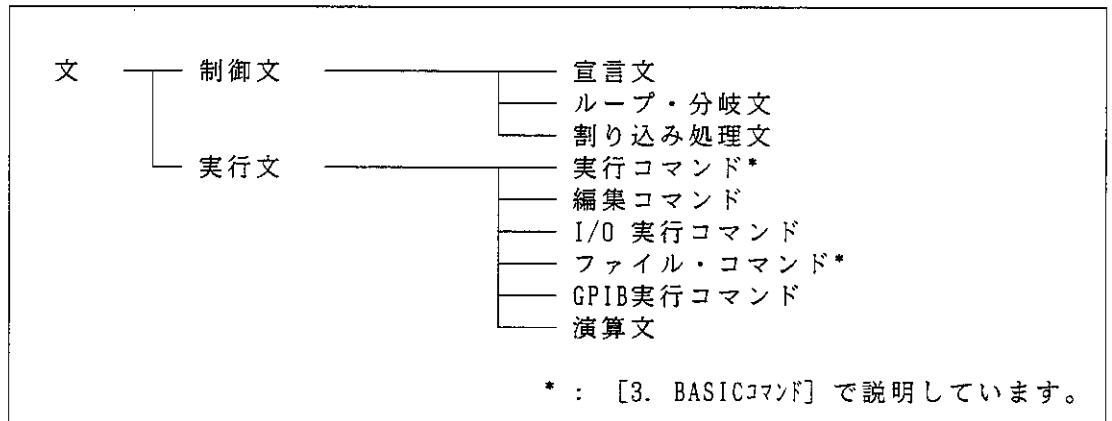 文 制御文 宣言文
ループ・分岐文
割り込み処理文
実行文 実行コマンド*
編集コマンド
I/O 実行コマンド
ファイル・コマンド*
GPIB実行コマンド
演算文
* : [3. BASICｺﾏﾝﾄﾞ] で説明しています。